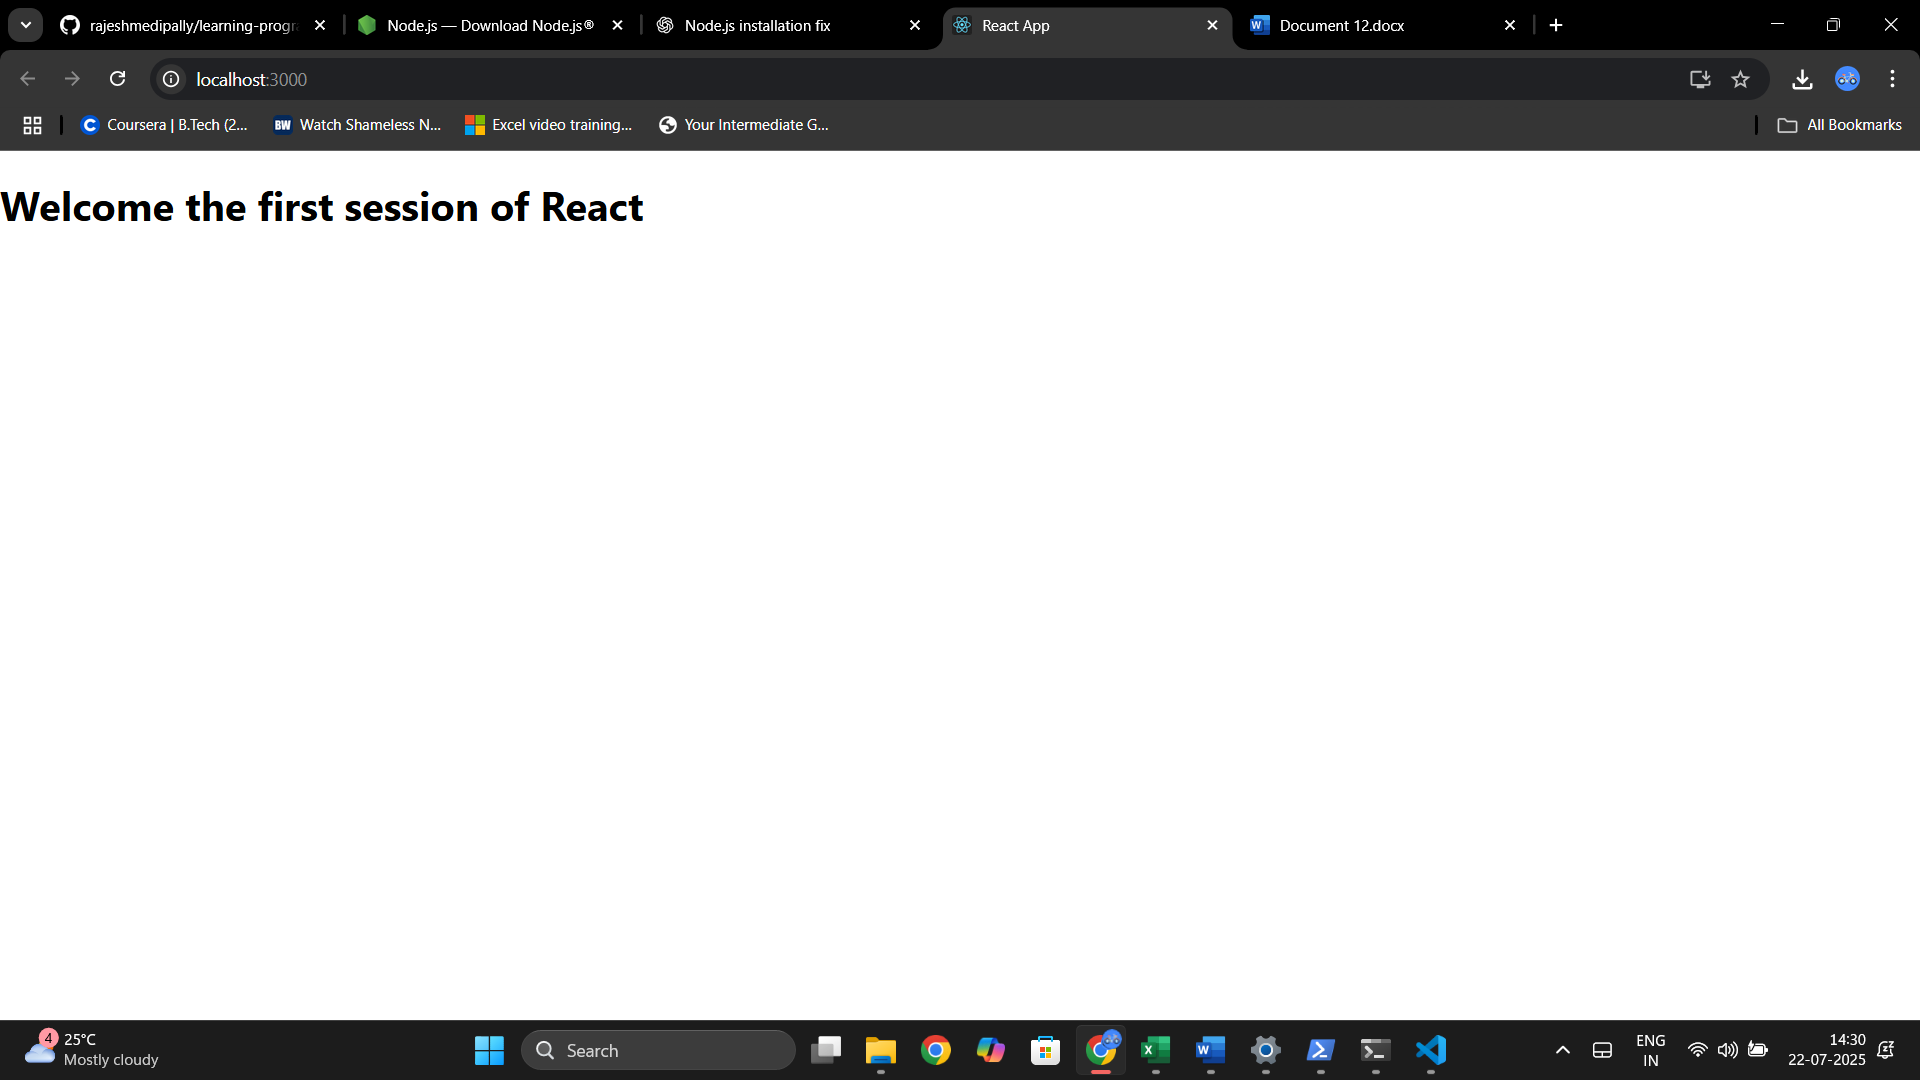 rajeshmedipally/learning-progr
Node.js — Download Node.js®
Node.js installation fix
React App
Document 12.docx
localhost:3000
Coursera | B.Tech (2...
BW
Watch Shameless N...
Excel video training...
Your Intermediate G...
All Bookmarks
Welcome the first session of React
4
25°C
Mostly cloudy
Search
ENG
IN
14:30
22-07-2025